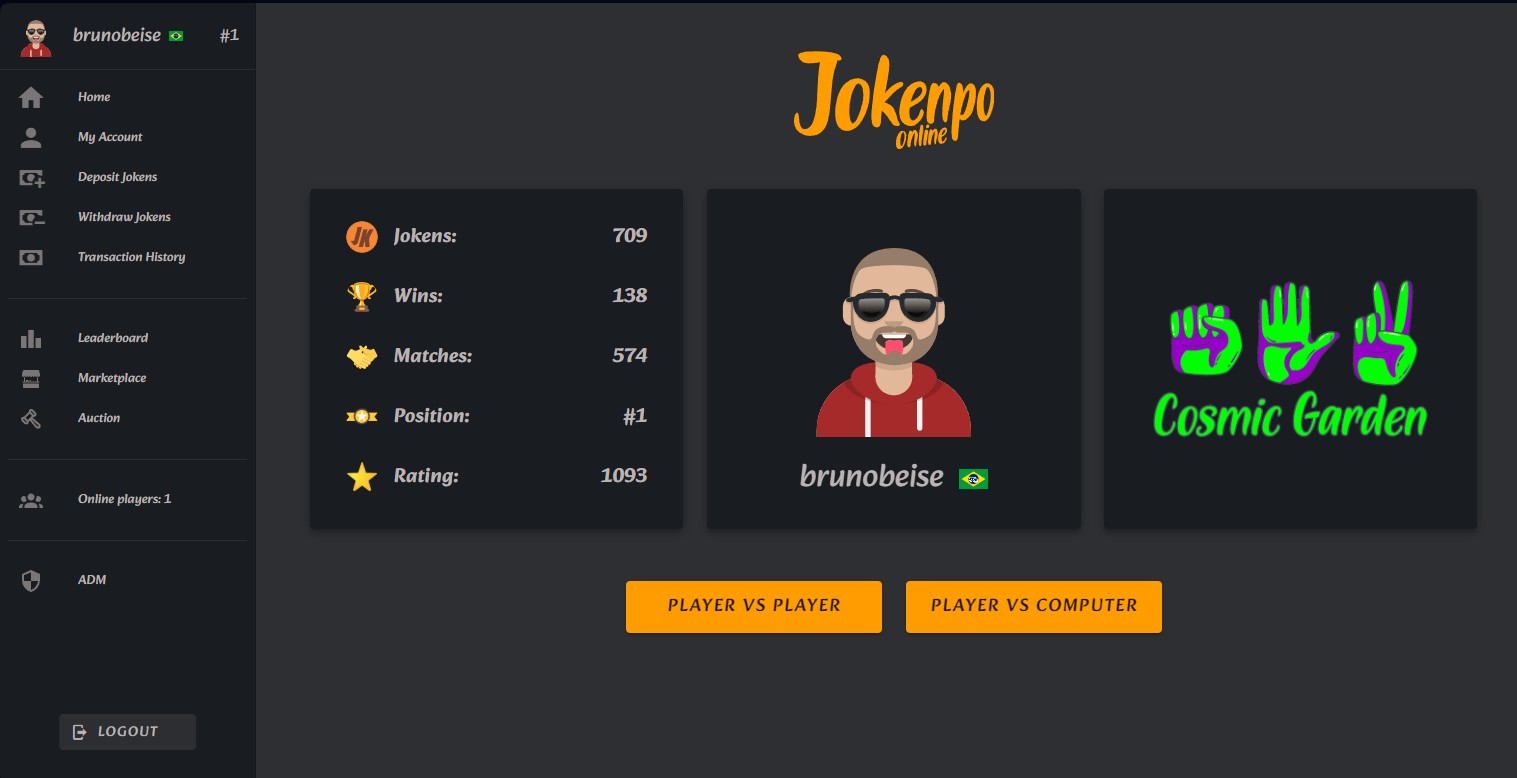 brunobeise #1
Home
My Account
Deposit Jokens
Withdraw Jokens
Transaction History
Leaderboard
Marketplace
Auction
Online players: 1
ADM
LOGOUT
Jokenpo
online
JK Jokens: 709
Wins: 138
Matches: 574
Position: #1
Rating: 1093
brunobeise
Cosmic Garden
PLAYER VS PLAYER
PLAYER VS COMPUTER